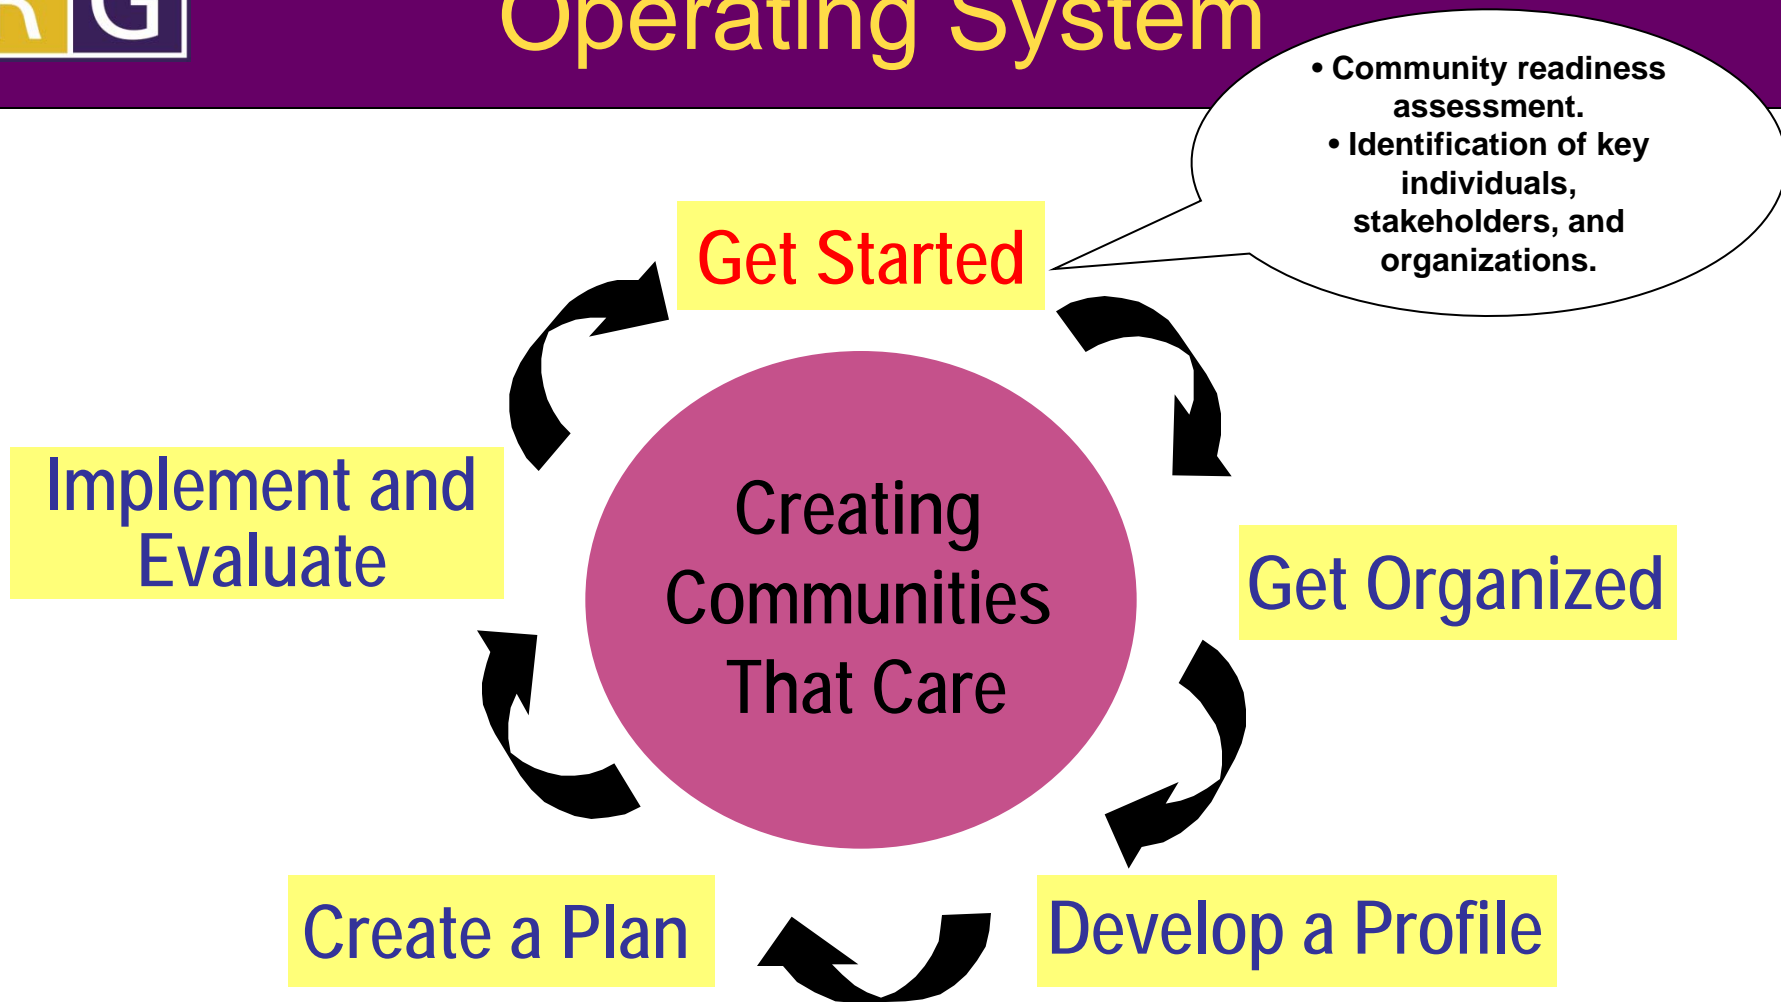 G
Operating System
• Community readiness
assessment.
• Identification of key
individuals,
stakeholders, and
organizations.
Get Started
Implement and
Evaluate
Creating
Communities
That Care
Get Organized
Create a Plan
Develop a Profile